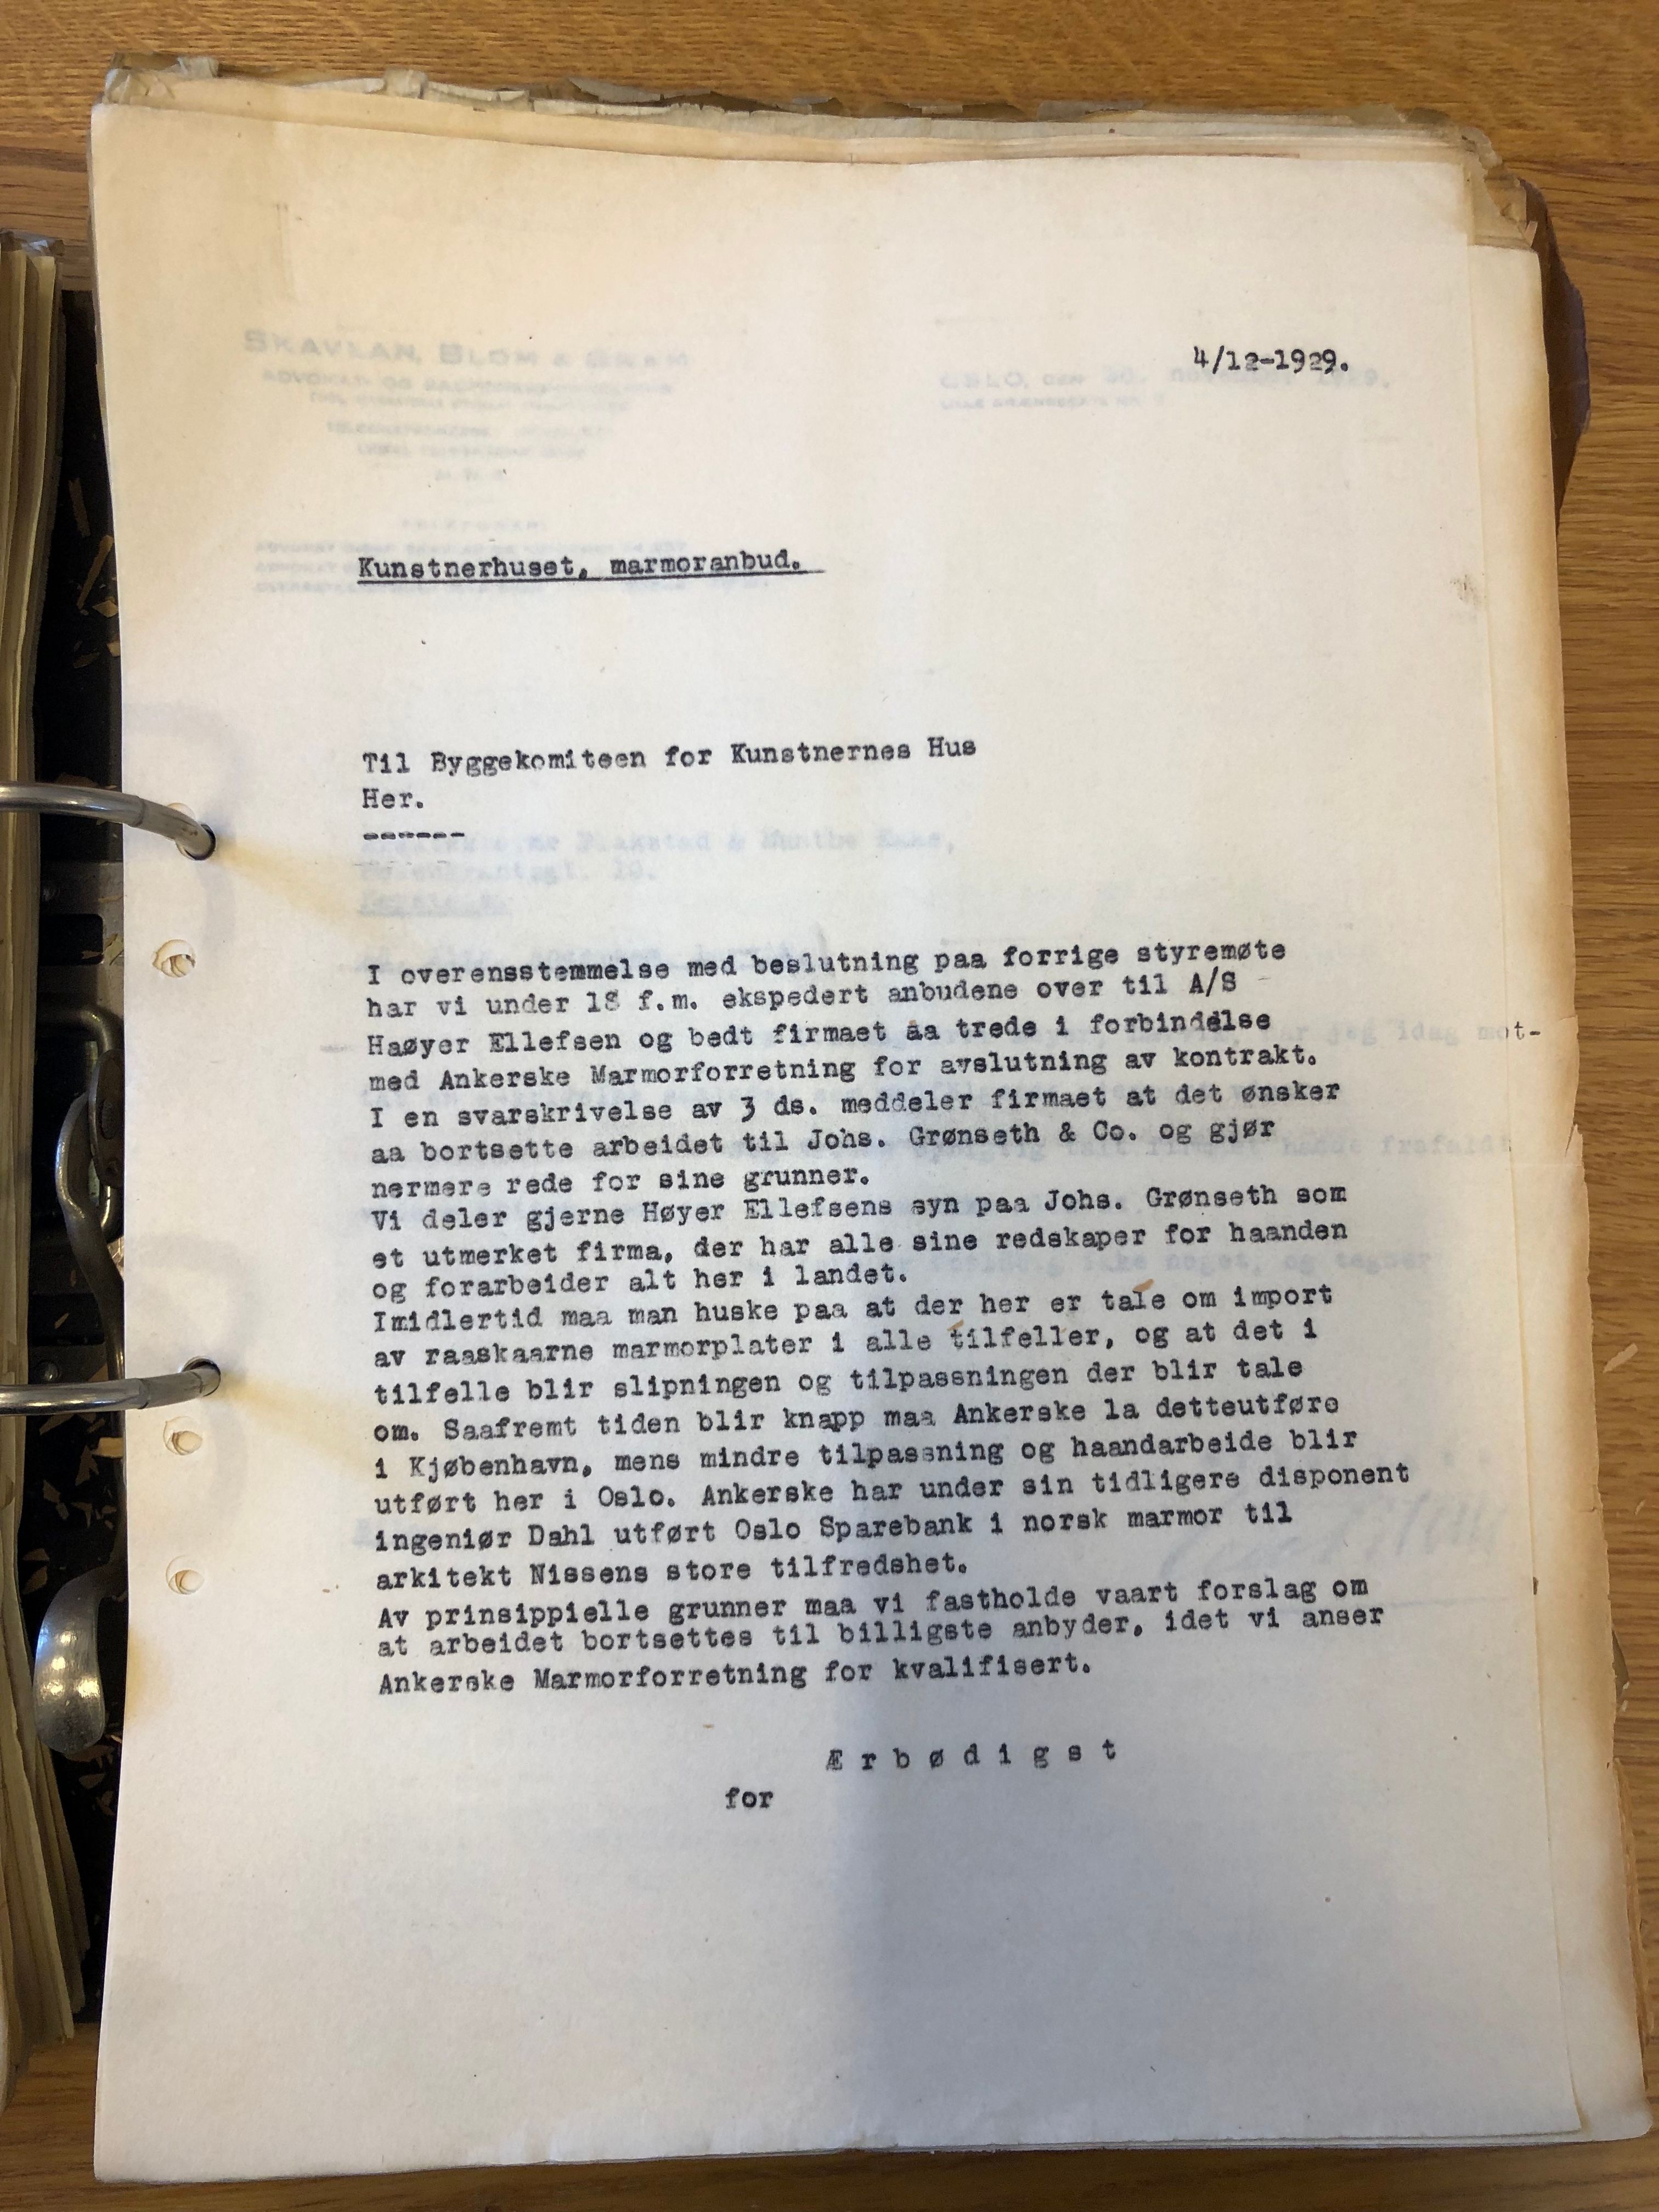 SKAVLAN, BLOM &
4/12-1929.
Kunstnerhuset, marmoranbud.
Til Byggekomiteen for Kunstnernes Hus
Her.
------
I overensstemmelse med beslutning paa forrige styremøte
har vi under 18 f.m. ekspedert anbudene over til A/S
Haøyer Ellefsen og bedt firmaet aa trede i forbindelse
med Ankerske Marmorforretning for avslutning av kontrakt.
I en svarskrivelse av 3 ds. meddeler firmaet at det ønsker
aa bortsette arbeidet til Johs. Grønseth & Co. og gjør
nermere rede for sine grunner.
Vi deler gjerne Høyer Ellefsens syn paa Johs. Grønseth som
et utmerket firma, der har alle sine redskaper for haanden
og forarbeider alt her i landet.
Imidlertid maa man huske paa at der her er tale om import
av raaskaarne marmorplater i alle tilfeller, og at det i
tilfelle blir slipningen og tilpassningen der blir tale
om. Saafremt tiden blir knapp maa Ankerske la detteutføre
i Kjøbenhavn, mens mindre tilpassning og haandarbeide blir
utført her i Oslo. Ankerske har under sin tidligere disponent
ingeniør Dahl utført Oslo Sparebank i norsk marmor til
arkitekt Nissens store tilfredshet.
Av prinsippielle grunner maa vi fastholde vaart forslag om
at arbeidet bortsettes til billigste anbyder, idet vi anser
Ankerske Marmorforretning for kvalifisert.
Ærbødigst
for